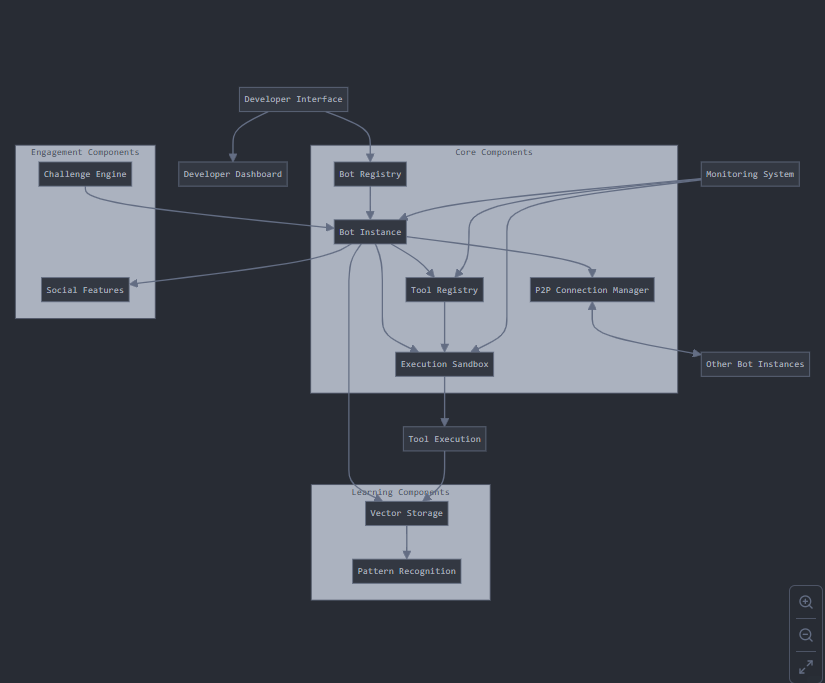 Developer Interface
Engagement Components
Core Components
Challenge Engine
Developer Dashboard
Bot Registry
Monitoring System
Bot Instance
Social Features
Tool Registry
P2P Connection Manager
Execution Sandbox
Other Bot Instances
Tool Execution
Learning Components
Vector Storage
Pattern Recognition